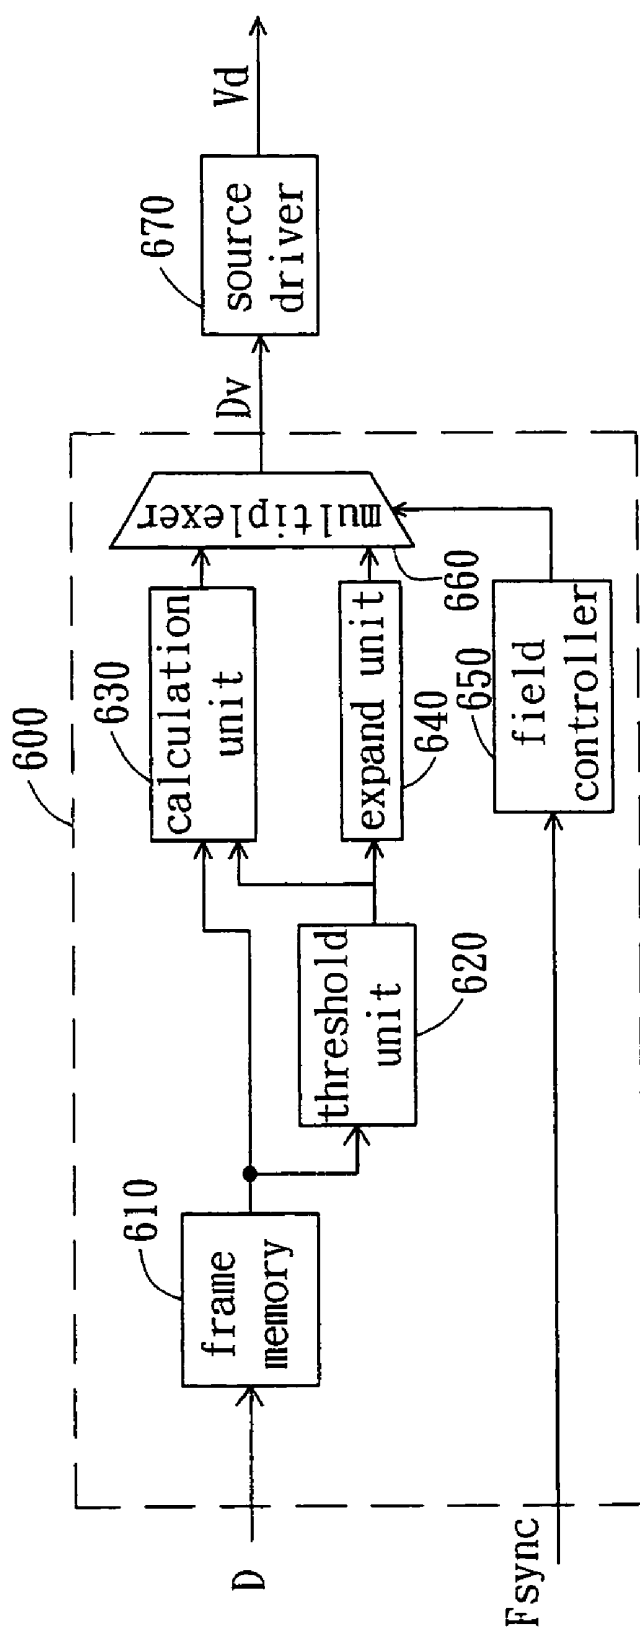 600
D
Fsync
610
frame
memory
threshold
unit
620
630
calculation
unit
expand unit
640
650
field
controller
multiplexer
660
Dv
670
source
driver
Vd